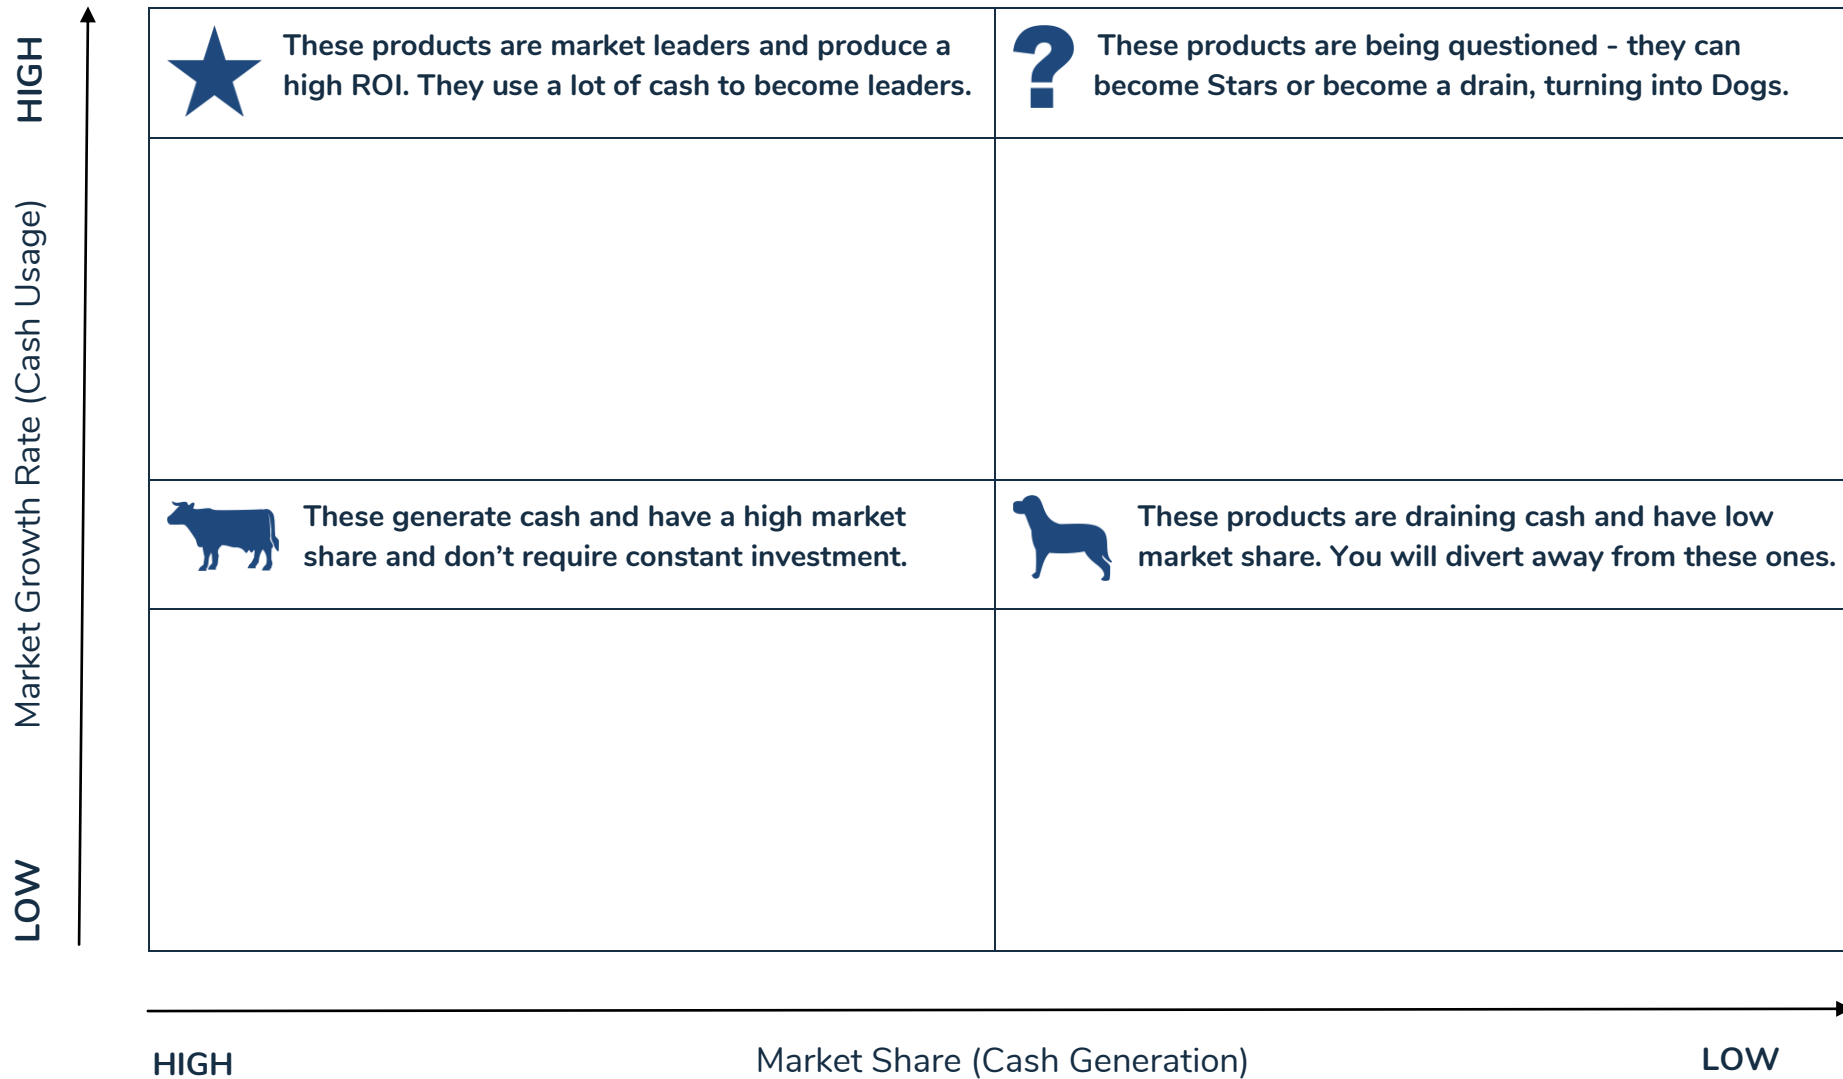 HIGH
These products are market leaders and produce a
high ROI. They use a lot of cash to become leaders.
?
These products are being questioned - they can
become Stars or become a drain, turning into Dogs.
Market Growth Rate (Cash Usage)
These generate cash and have a high market
share and don’t require constant investment.
These products are draining cash and have low
market share. You will divert away from these ones.
LOW
HIGH
Market Share (Cash Generation)
LOW